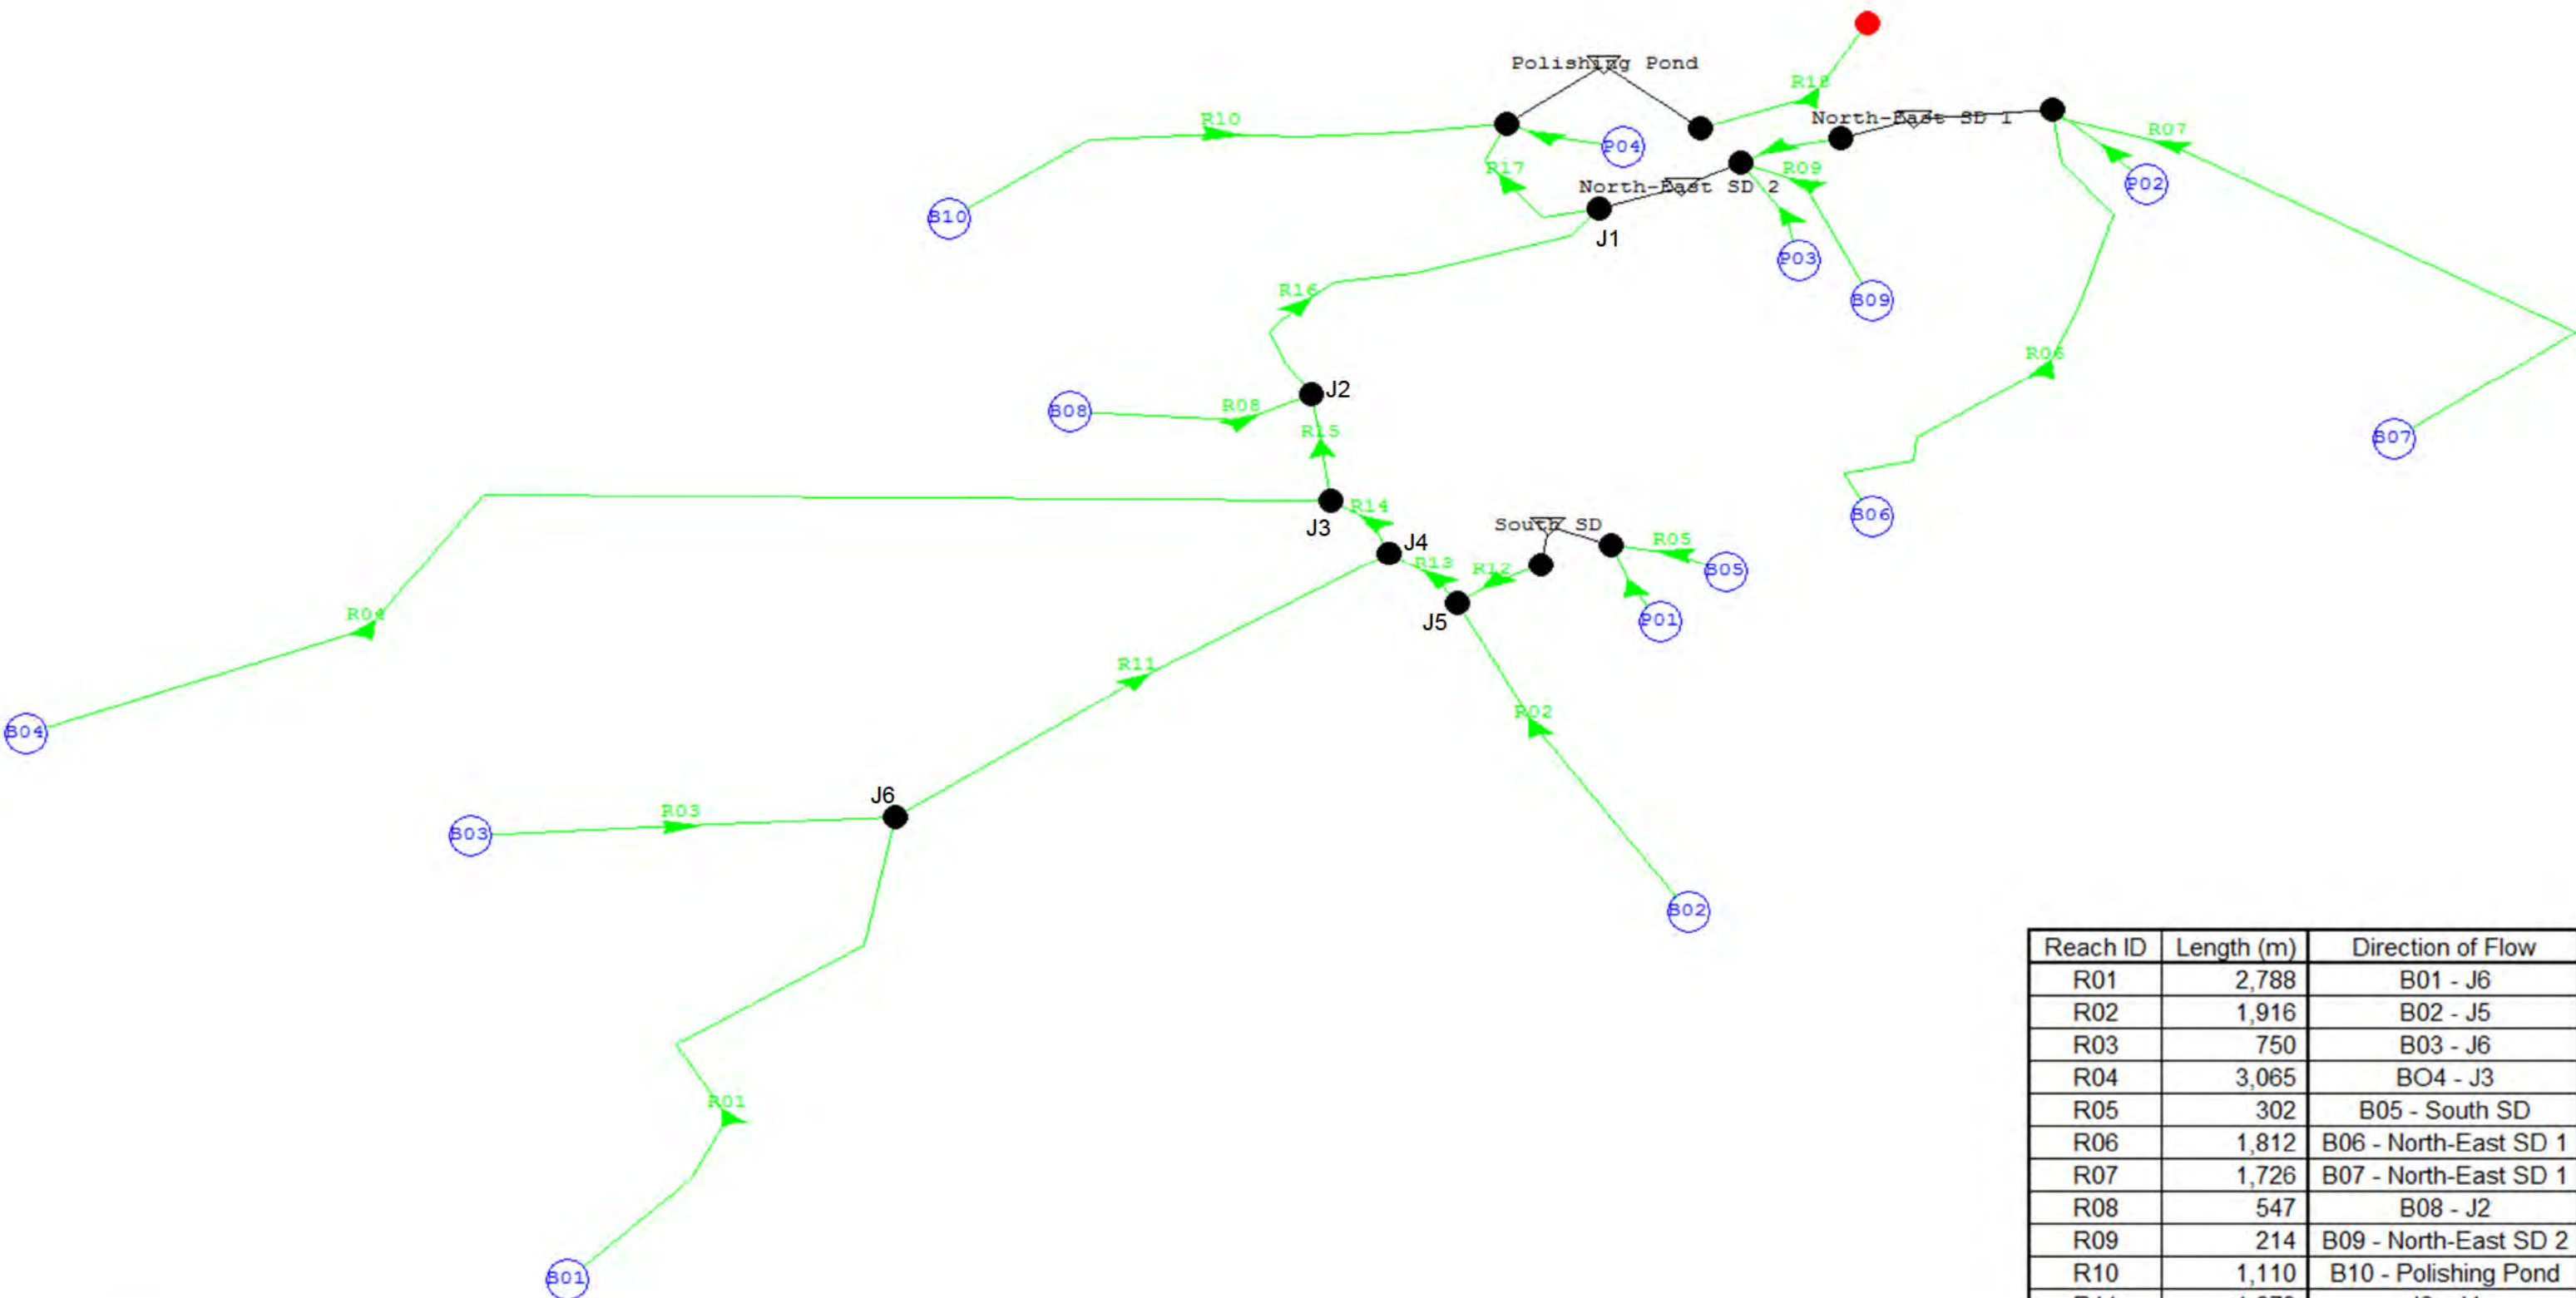 Polishing Pond
R18
North-East SD 1
R10
R07
P04
R17
R09
P02
North-East SD 2
B10
J1
P03
R16
B09
R06
J2
R08
B08
R15
B07
R14
South SD
B06
J3
J4
R05
R13
R12
B05
R04
J5
P01
R11
R02
B04
J6
R03
B03
B02
Reach ID Length (m) Direction of Flow
R01 2,788 B01 - J6
R02 1,916 B02 - J5
R03 750 B03 - J6
R04 3,065 BO4 - J3
R05 302 B05 - South SD
R06 1,812 B06 - North-East SD 1
R07 1,726 B07 - North-East SD 1
R01
R08 547 B08 - J2
R09 214 B09 - North-East SD 2
R10 1,110 B10 - Polishing Pond
B01